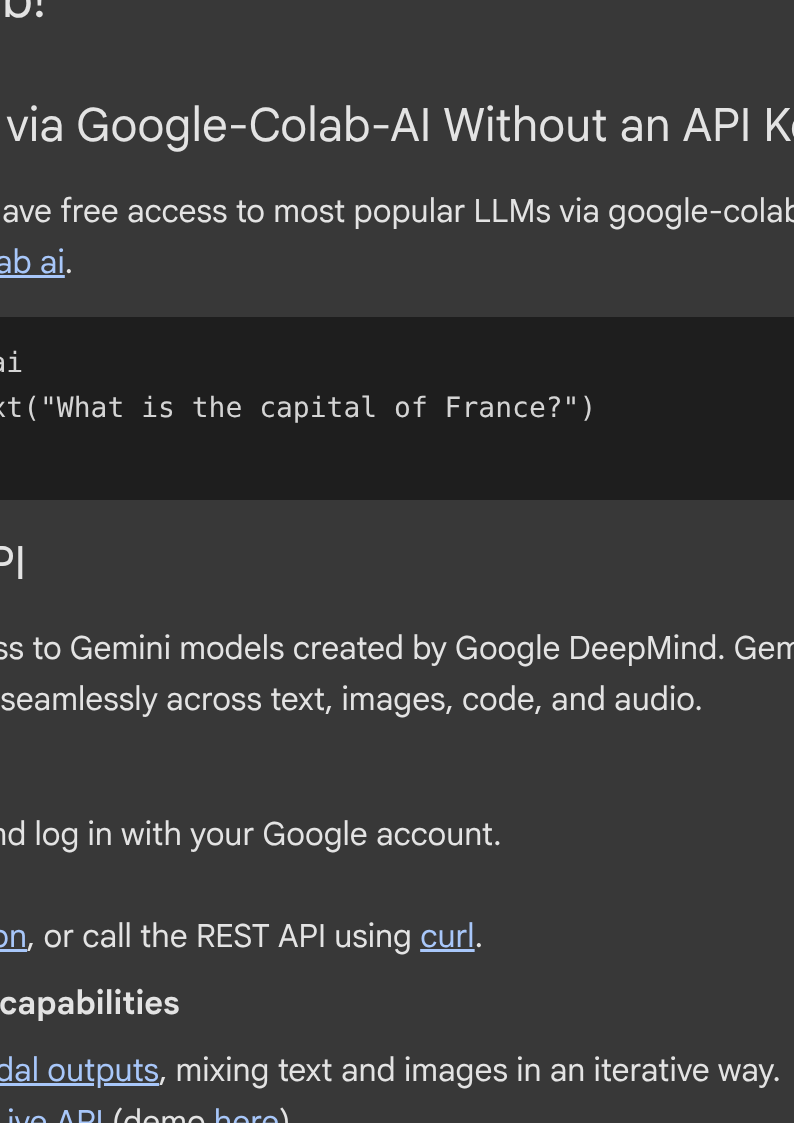 b!
via Google-Colab-AI Without an API K
ave free access to most popular LLMs via google-colab
ab ai.
ai
xt("What is the capital of France?")
PI
ss to Gemini models created by Google DeepMind. Gem
seamlessly across text, images, code, and audio.
nd log in with your Google account.
on, or call the REST API using curl.
capabilities
dal outputs, mixing text and images in an iterative way.
ive API (demo here)